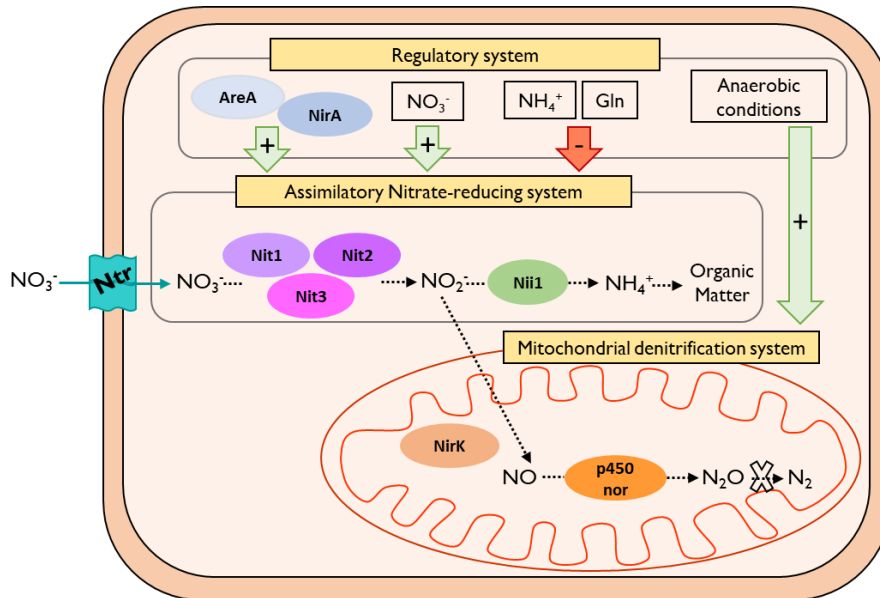 Regulatory system
AreA
NirA
NO₃⁻
NH₄⁺
Gln
Anaerobic
conditions
+
+
-
+
Assimilatory Nitrate-reducing system
NO₃⁻
Ntr
NO₃⁻
Nit1
Nit2
Nit3
NO₂⁻
Nii1
NH₄⁺
Organic
Matter
Mitochondrial denitrification system
NirK
NO
p450
nor
N₂O
N₂